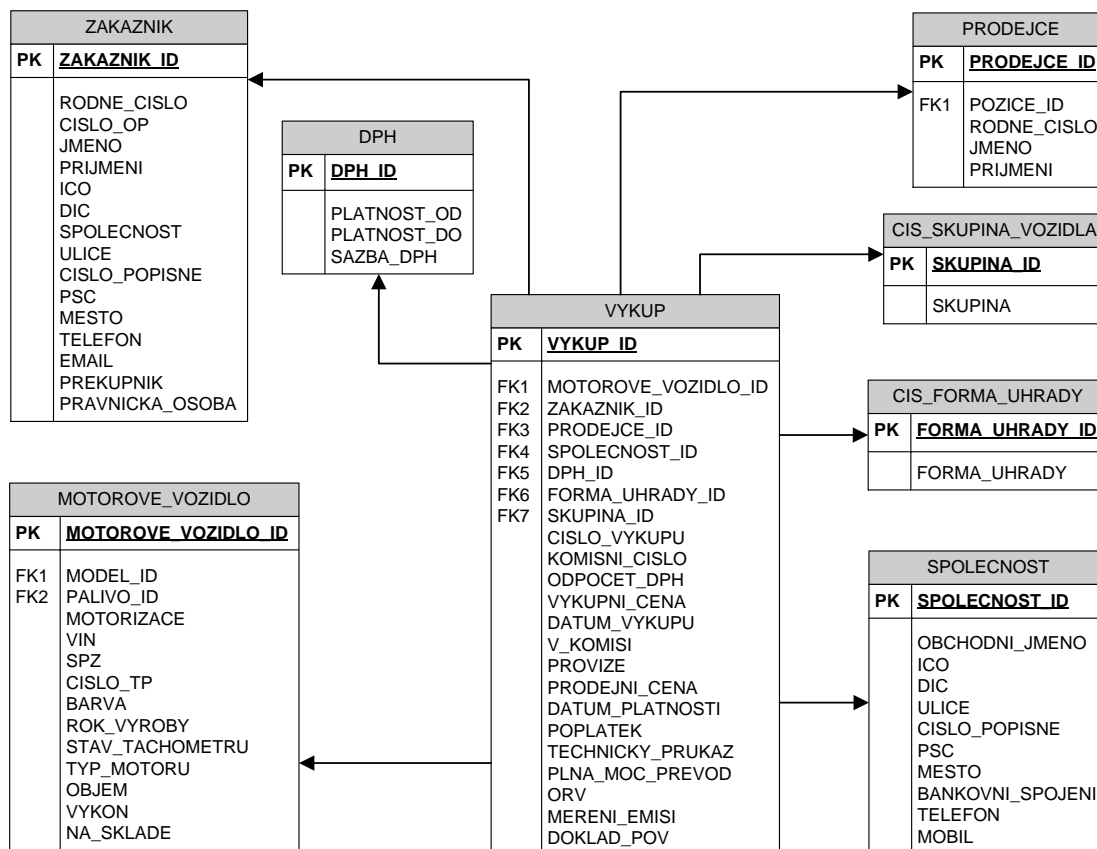 ZAKAZNIK
PK ZAKAZNIK_ID
RODNE_CISLO
CISLO_OP
JMENO
PRIJMENI
ICO
DIC
SPOLECNOST
ULICE
CISLO_POPISNE
PSC
MESTO
TELEFON
EMAIL
PREKUPNIK
PRAVNICKA_OSOBA
DPH
PK DPH_ID
PLATNOST_OD
PLATNOST_DO
SAZBA_DPH
PRODEJCE
PK PRODEJCE_ID
FK1 POZICE_ID
RODNE_CISLO
JMENO
PRIJMENI
CIS_SKUPINA_VOZIDLA
PK SKUPINA_ID
SKUPINA
VYKUP
PK VYKUP_ID
FK1 MOTOROVE_VOZIDLO_ID
FK2 ZAKAZNIK_ID
FK3 PRODEJCE_ID
FK4 SPOLECNOST_ID
FK5 DPH_ID
FK6 FORMA_UHRADY_ID
FK7 SKUPINA_ID
CISLO_VYKUPU
KOMISNI_CISLO
ODPOCET_DPH
VYKUPNI_CENA
DATUM_VYKUPU
V_KOMISI
PROVIZE
PRODEJNI_CENA
DATUM_PLATNOSTI
POPLATEK
TECHNICKY_PRUKAZ
PLNA_MOC_PREVOD
ORV
MERENI_EMISI
DOKLAD_POV
CIS_FORMA_UHRADY
PK FORMA_UHRADY_ID
FORMA_UHRADY
MOTOROVE_VOZIDLO
PK MOTOROVE_VOZIDLO_ID
FK1 MODEL_ID
FK2 PALIVO_ID
MOTORIZACE
VIN
SPZ
CISLO_TP
BARVA
ROK_VYROBY
STAV_TACHOMETRU
TYP_MOTORU
OBJEM
VYKON
NA_SKLADE
SPOLECNOST
PK SPOLECNOST_ID
OBCHODNI_JMENO
ICO
DIC
ULICE
CISLO_POPISNE
PSC
MESTO
BANKOVNI_SPOJENI
TELEFON
MOBIL